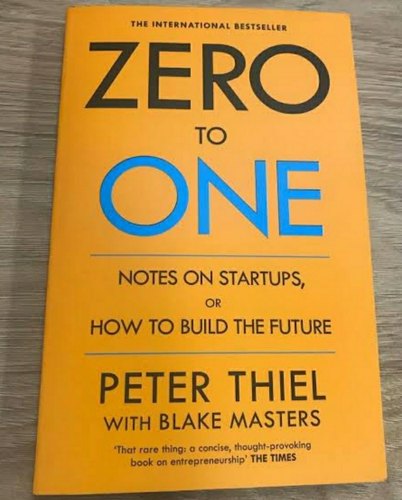 THE INTERNATIONAL BESTSELLER
ZERO
TO
ONE
NOTES ON STARTUPS,
OR
HOW TO BUILD THE FUTURE
PETER THIEL
WITH BLAKE MASTERS
'That rare thing: a concise, thought-provoking
book on entrepreneurship' THE TIMES